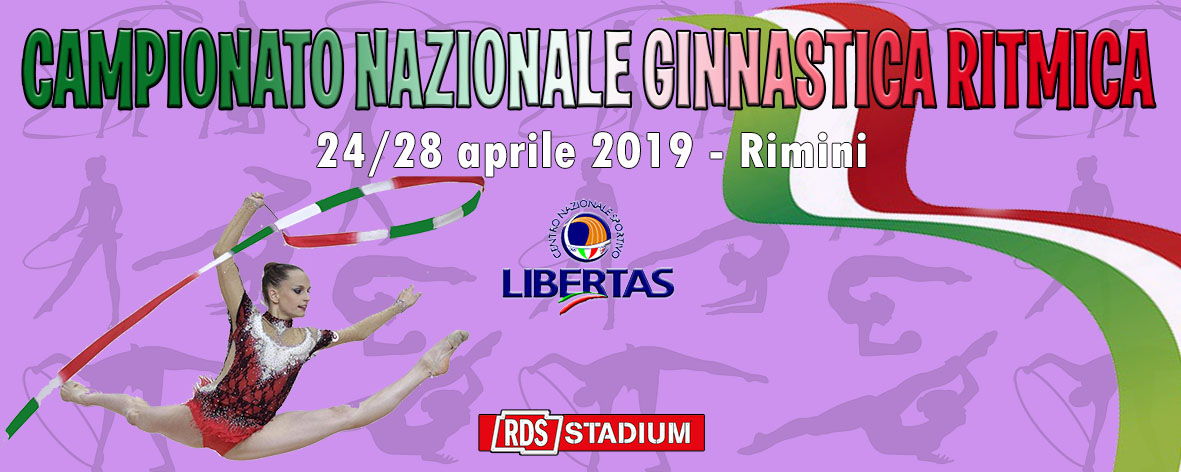 CAMPIONATO NAZIONALE GINNASTICA RITMICA
24/28 aprile 2019 - Rimini
CENTRO NAZIONALE SPORTIVO
LIBERTAS
RDS STADIUM